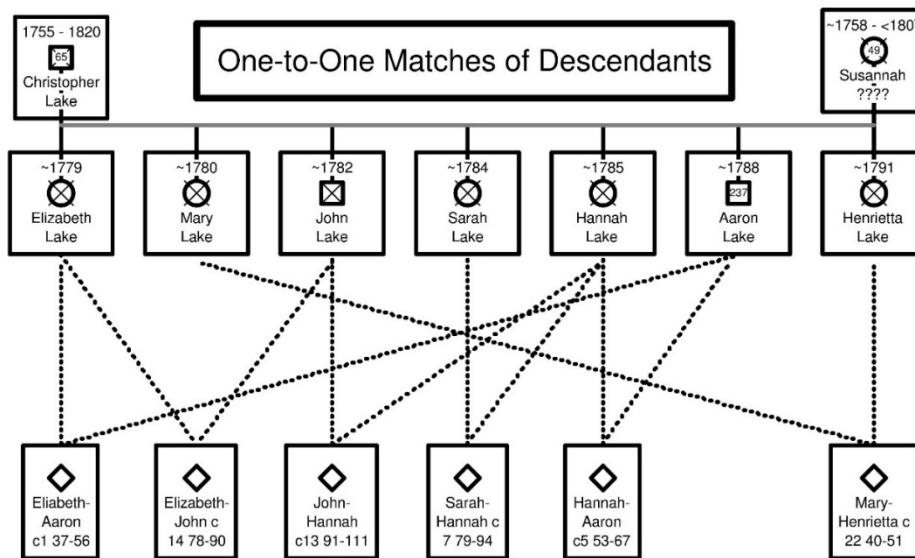 1755 - 1820
65
Christopher
Lake
One-to-One Matches of Descendants
~1758 - <180
49
Susannah
????
~1779
Elizabeth
Lake
~1780
Mary
Lake
~1782
John
Lake
~1784
Sarah
Lake
~1785
Hannah
Lake
~1788
237
Aaron
Lake
~1791
Henrietta
Lake
Eliabeth-
Aaron
c1 37-56
Elizabeth-
John c
14 78-90
John-
Hannah
c13 91-111
Sarah-
Hannah c
7 79-94
Hannah-
Aaron
c5 53-67
Mary-
Henrietta c
22 40-51